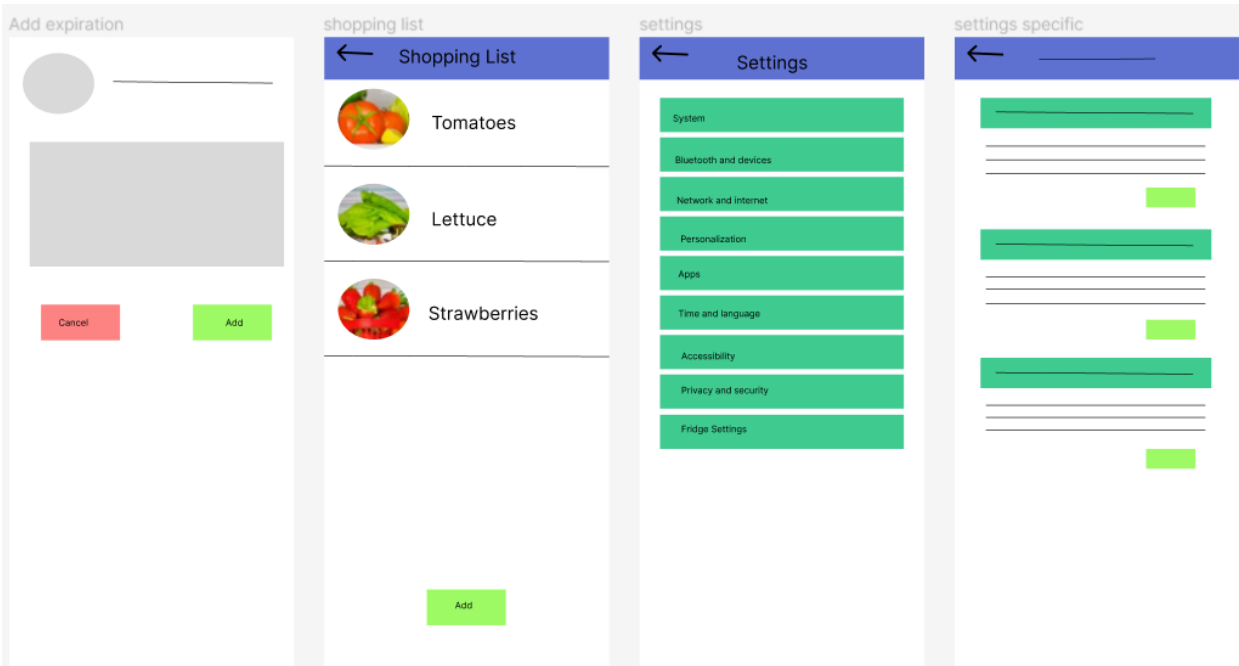 Add expiration
Cancel
Add
shopping list
Shopping List
Tomatoes
Lettuce
Strawberries
Add
settings
Settings
System
Bluetooth and devices
Network and internet
Personalization
Apps
Time and language
Accessibility
Privacy and security
Fridge Settings
settings specific